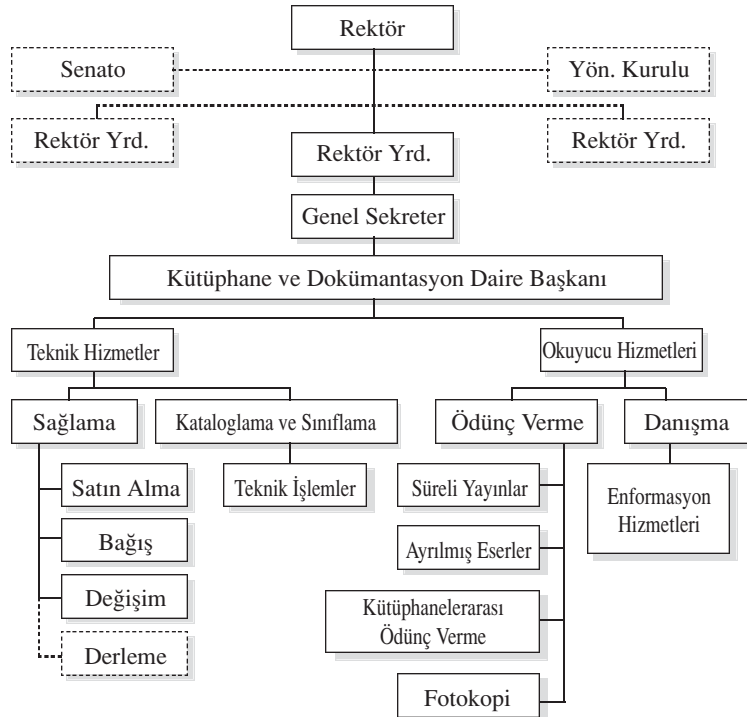 Rektör
Senato
Yön. Kurulu
Rektör Yrd.
Rektör Yrd.
Rektör Yrd.
Genel Sekreter
Kütüphane ve Dokümantasyon Daire Başkanı
Teknik Hizmetler
Okuyucu Hizmetleri
Sağlama
Kataloglama ve Sınıflama
Ödünç Verme
Danışma
Satın Alma
Teknik İşlemler
Süreli Yayınlar
Enformasyon
Hizmetleri
Bağış
Ayrılmış Eserler
Değişim
Kütüphanelerarası
Ödünç Verme
Derleme
Fotokopi